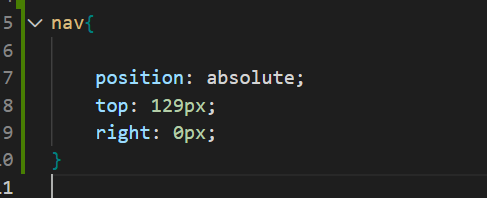 5 nav{
6
7 position: absolute;
8 top: 129px;
9 right: 0px;
10 }
11